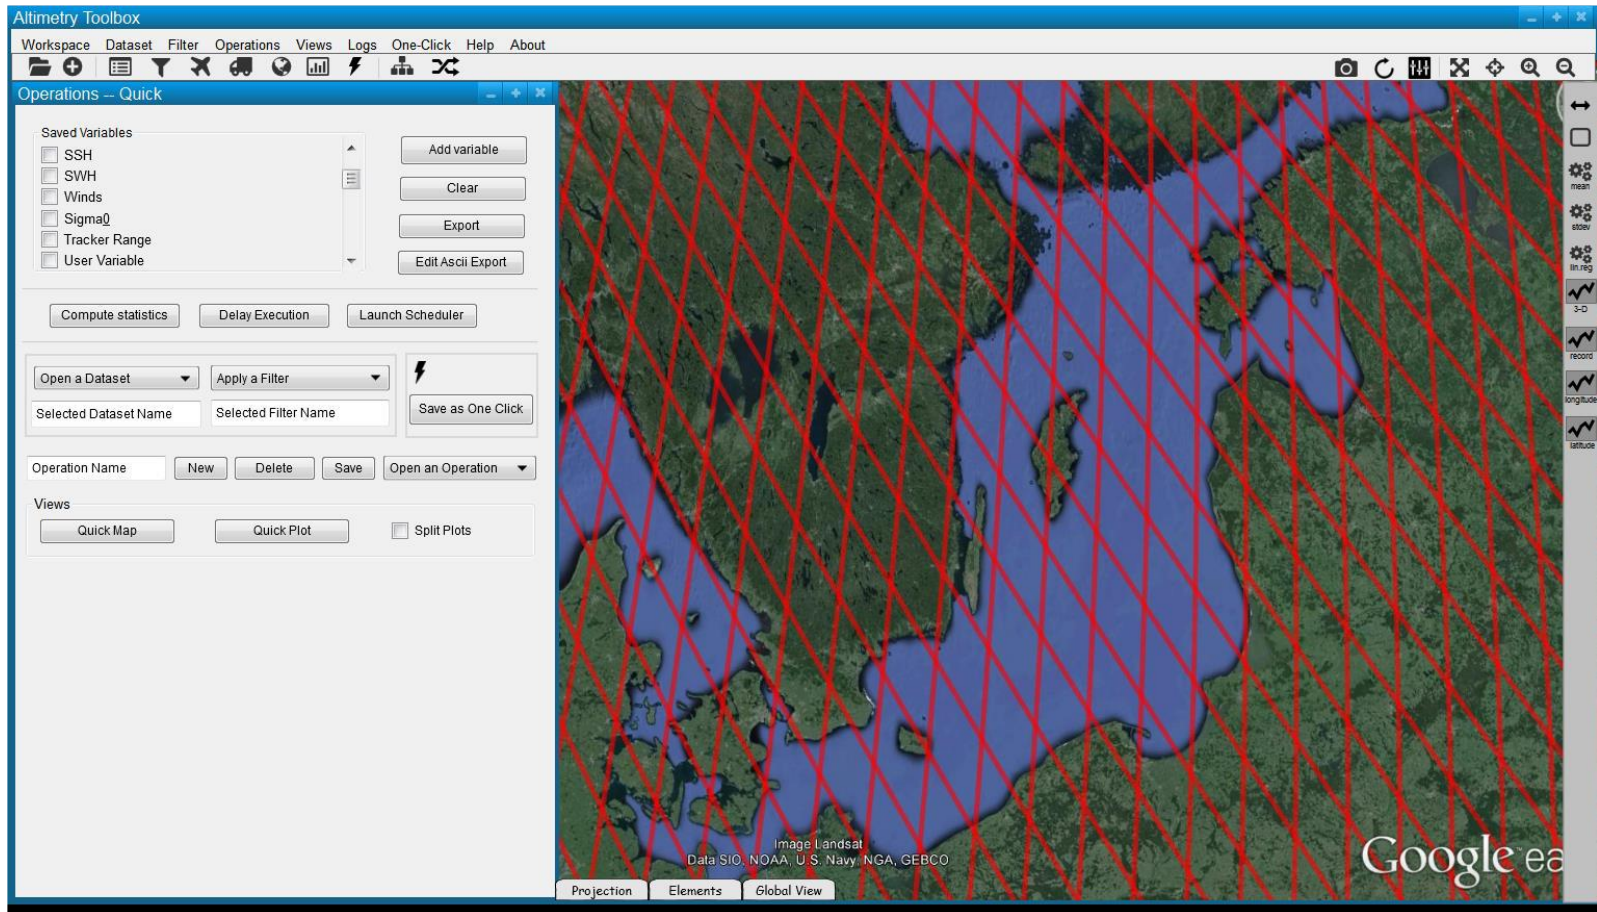 Altimetry Toolbox
Workspace Dataset Filter Operations Views Logs One-Click Help About
Operations -- Quick
Saved Variables
SSH
SWH
Winds
Sigma0
Tracker Range
User Variable
Add variable
Clear
Export
Edit Ascii Export
Compute statistics Delay Execution Launch Scheduler
Open a Dataset Apply a Filter
Selected Dataset Name Selected Filter Name
Save as One Click
Operation Name New Delete Save Open an Operation
Views
Quick Map Quick Plot Split Plots
mean
stdev
lin.reg
3-D
record
longitude
latitude
Image Landsat
Data SIO, NOAA, U.S. Navy, NGA, GEBCO
Google ea
Projection Elements Global View